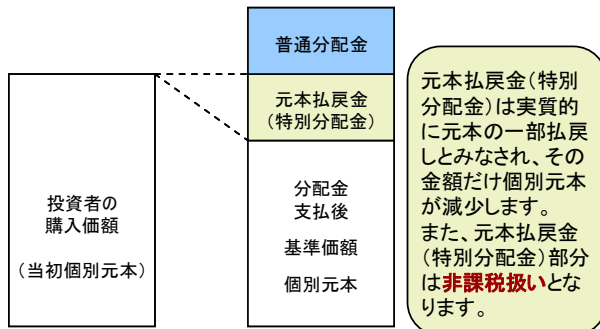 普通分配金
元本払戻金
(特別分配金)
投資者の
購入価額
(当初個別元本)
分配金
支払後
基準価額
個別元本
元本払戻金(特別
分配金)は実質的
に元本の一部払戻
しとみなされ、その
金額だけ個別元本
が減少します。
また、元本払戻金
(特別分配金)部分
は非課税扱いとな
ります。